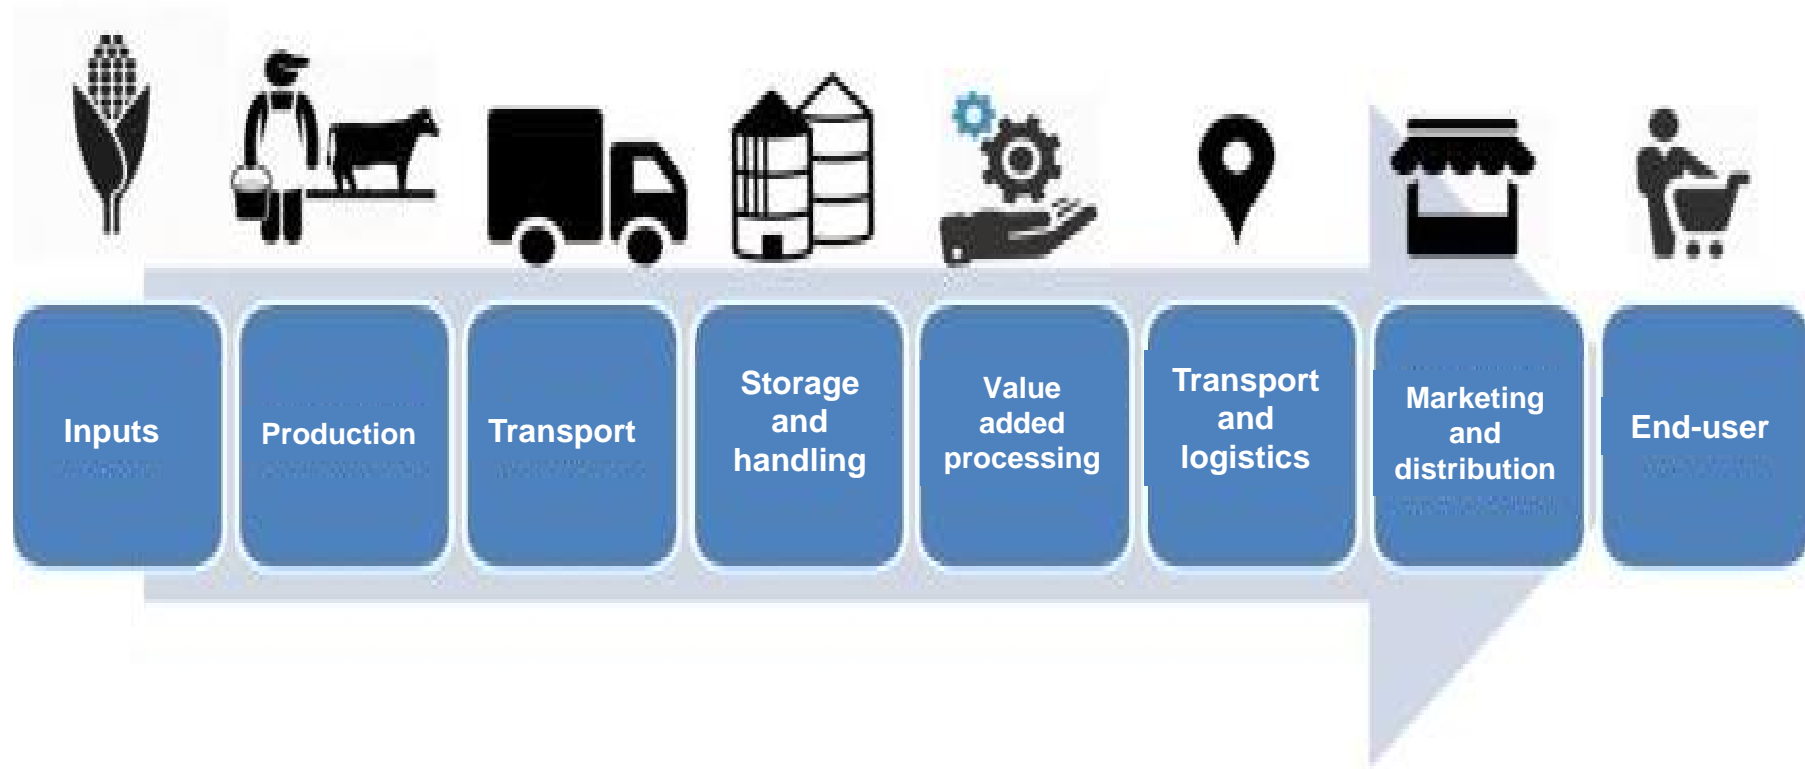 Inputs
Production
Transport
Storage
and
handling
Value
added
processing
Transport
and
logistics
Marketing
and
distribution
End-user